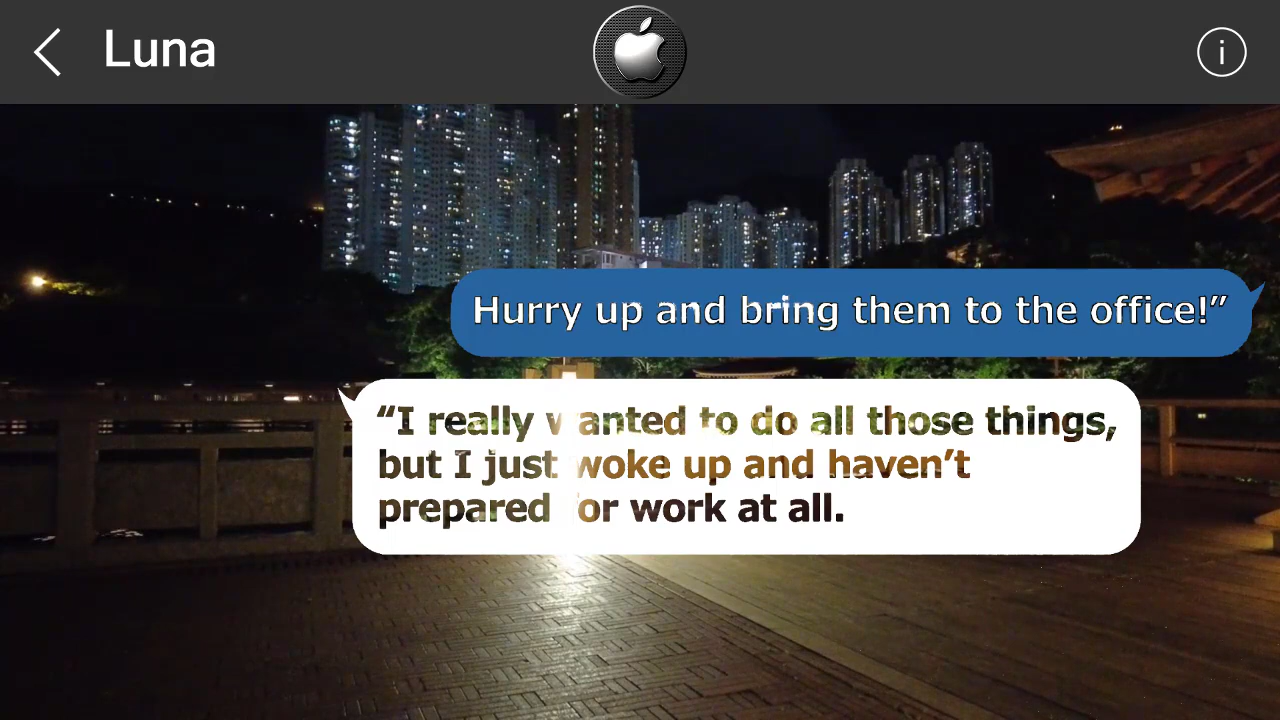 Luna
i
Hurry up and bring them to the office!”
“I really wanted to do all those things,
but I just woke up and haven’t
prepared for work at all.